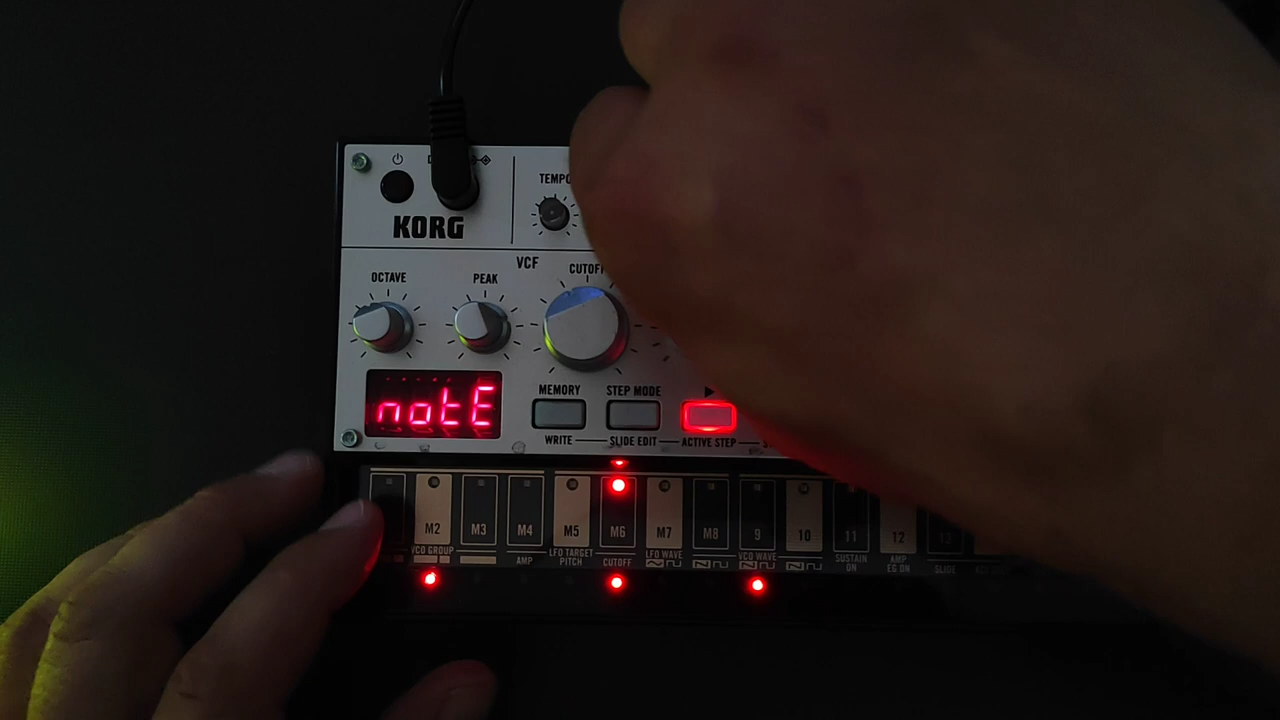 TEMPO
KORG
VCF
OCTAVE
PEAK
CUTOFF
notE
MEMORY
STEP MODE
WRITE
SLIDE EDIT
ACTIVE STEP
M2
M3
M4
M5
M6
M7
M8
9
10
11
12
13
VCO GROUP
AMP
LFO TARGET
PITCH
CUTOFF
LFO WAVE
VCO WAVE
SUSTAIN
ON
AMP
EG ON
SLIDE